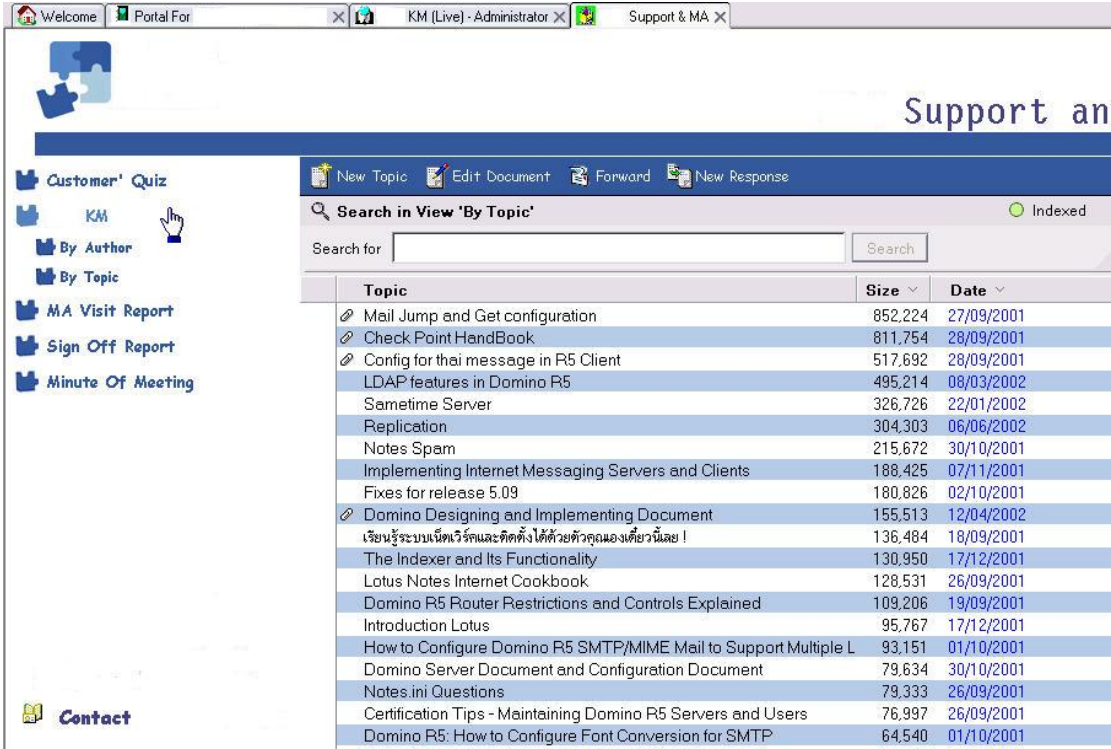 Welcome
Portal For
KM (Live) - Administrator
Support & MA
Support an
Customer' Quiz
KM
By Author
By Topic
MA Visit Report
Sign Off Report
Minute Of Meeting
Contact
New Topic Edit Document Forward New Response
Search in View 'By Topic' Indexed
Search for Search
Topic Size Date
Mail Jump and Get configuration 852,224 27/09/2001
Check Point HandBook 811,754 28/09/2001
Config for thai message in R5 Client 517,692 28/09/2001
LDAP features in Domino R5 495,214 08/03/2002
Sametime Server 326,726 22/01/2002
Replication 304,303 06/06/2002
Notes Spam 215,672 30/10/2001
Implementing Internet Messaging Servers and Clients 188,425 07/11/2001
Fixes for release 5.09 180,826 02/10/2001
Domino Designing and Implementing Document 155,513 12/04/2002
เรียนรู้ระบบเน็ตเวิร์คและติดตั้งได้ด้วยตัวคุณเองเดี๋ยวนี้เลย ! 136,484 18/09/2001
The Indexer and Its Functionality 130,950 17/12/2001
Lotus Notes Internet Cookbook 128,531 26/09/2001
Domino R5 Router Restrictions and Controls Explained 109,206 19/09/2001
Introduction Lotus 95,767 17/12/2001
How to Configure Domino R5 SMTP/MIME Mail to Support Multiple L 93,151 01/10/2001
Domino Server Document and Configuration Document 79,634 30/10/2001
Notes.ini Questions 79,333 26/09/2001
Certification Tips - Maintaining Domino R5 Servers and Users 76,997 26/09/2001
Domino R5: How to Configure Font Conversion for SMTP 64,540 01/10/2001